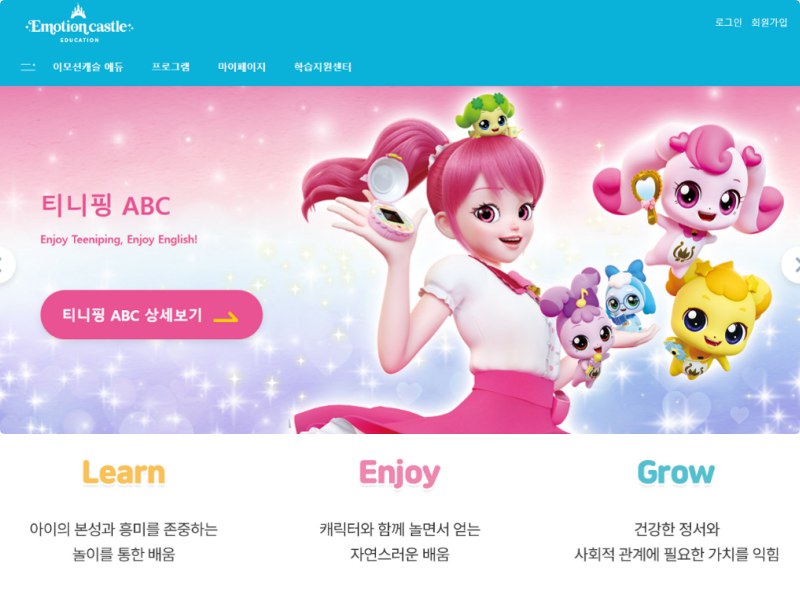 Emotion castle
EDUCATION
로그인 회원가입
이모션캐슬 에듀 프로그램 마이페이지 학습지원센터
티니핑 ABC
Enjoy Teeniping, Enjoy English!
티니핑 ABC 상세보기
Learn
아이의 본성과 흥미를 존중하는
놀이를 통한 배움
Enjoy
캐릭터와 함께 놀면서 얻는
자연스러운 배움
Grow
건강한 정서와
사회적 관계에 필요한 가치를 익힘